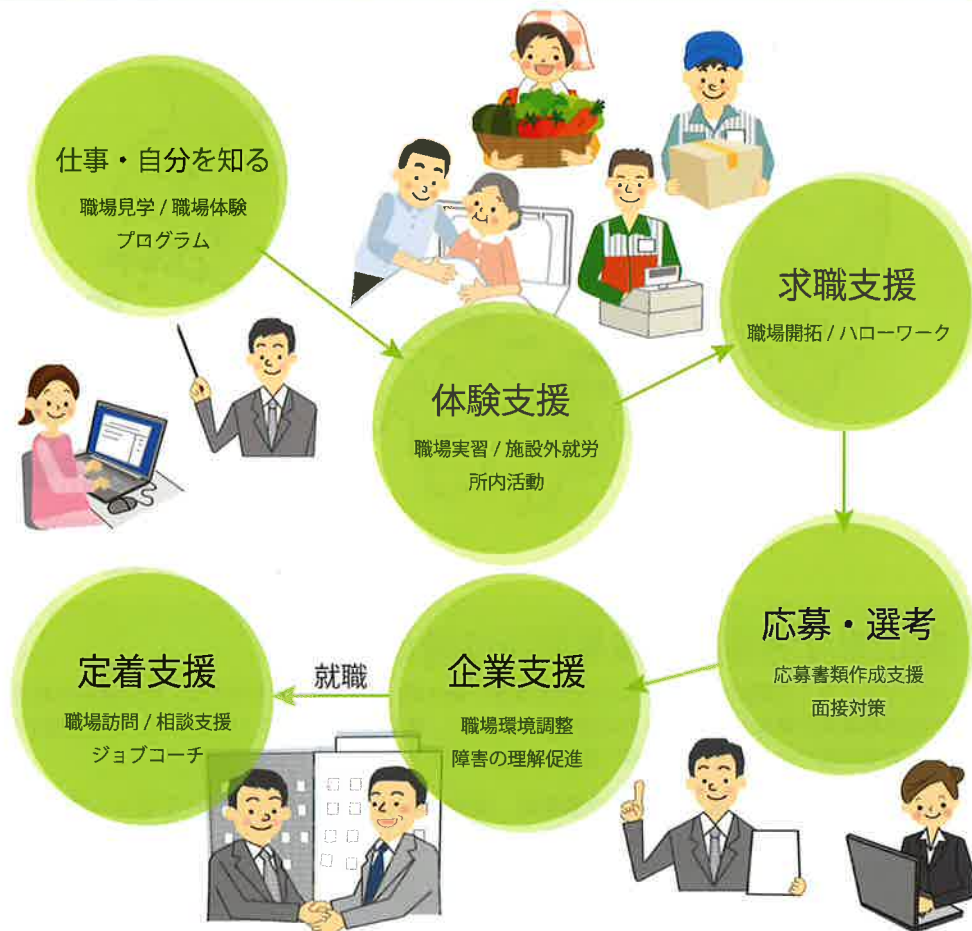 仕事・自分を知る
職場見学 / 職場体験
プログラム
体験支援
職場実習 / 施設外就労
所内活動
求職支援
職場開拓 / ハローワーク
応募・選考
応募書類作成支援
面接対策
企業支援
職場環境調整
障害の理解促進
就職
定着支援
職場訪問 / 相談支援
ジョブコーチ